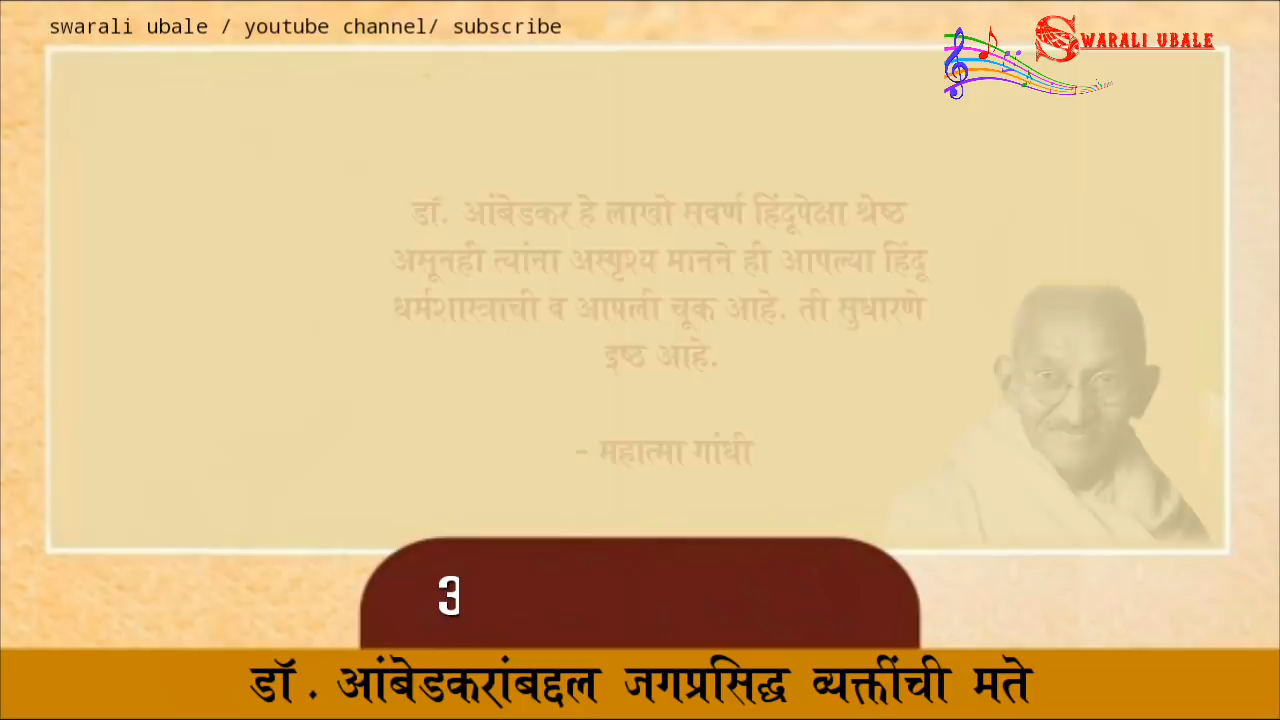 swarali ubale / youtube channel/ subscribe
SWARALI UBALE
डॉ. आंबेडकर हे लाखो सवर्ण हिंदूपेक्षा श्रेष्ठ
असूनही त्यांना अस्पृश्य मानने ही आपल्या हिंदू
धर्मशास्त्राची व आपली चूक आहे. ती सुधारणे
इष्ठ आहे.
- महात्मा गांधी
3
डॉ. आंबेडकरांबद्दल जगप्रसिद्ध व्यक्तींची मते